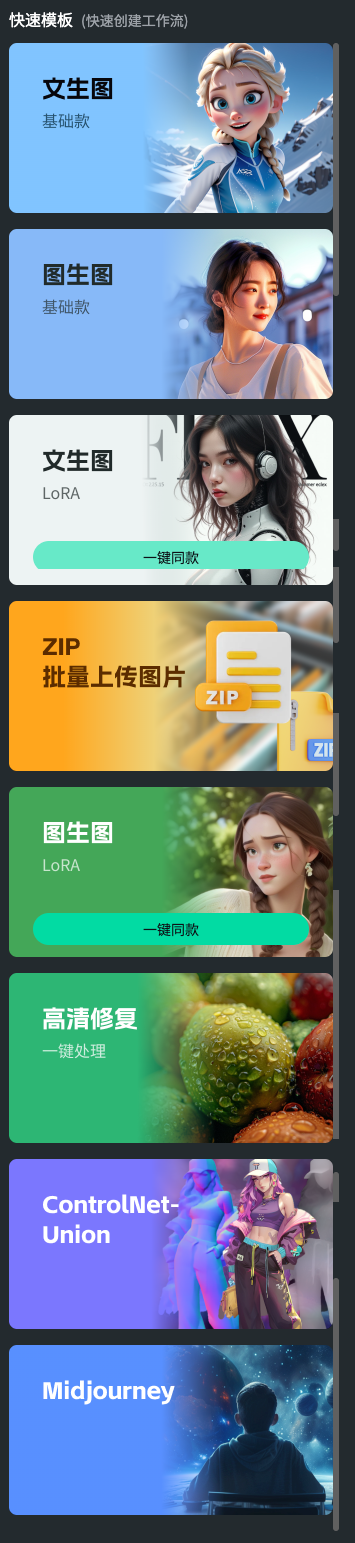 快速模板 (快速创建工作流)
文生图
基础款
图生图
基础款
文生图
LoRA
一键同款
ZIP
批量上传图片
ZIP
ZIP
图生图
LoRA
一键同款
高清修复
一键处理
ControlNet-
Union
Midjourney